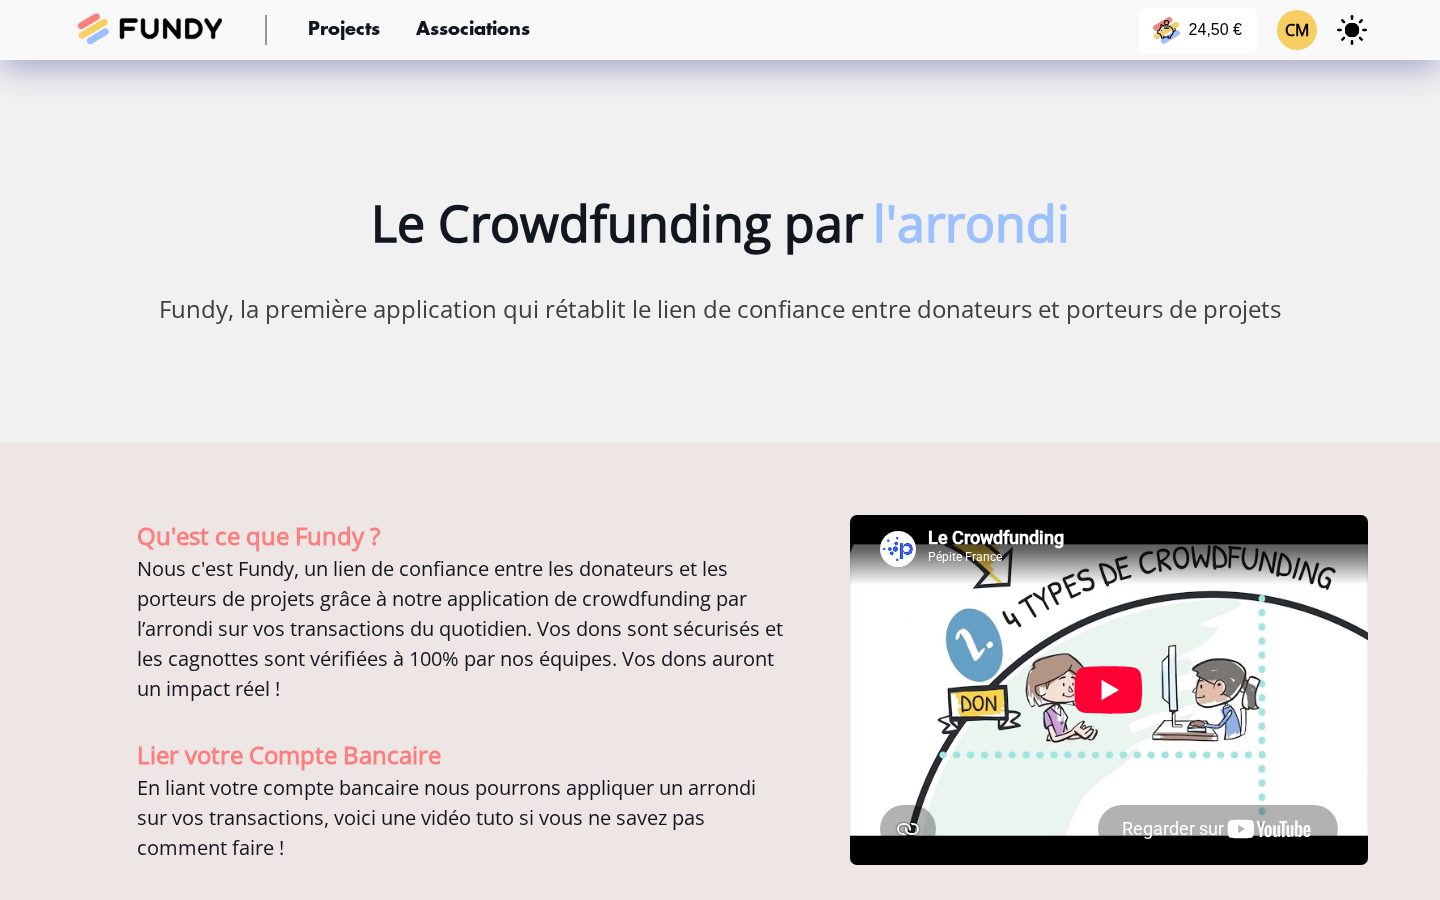 FUNDY
Projects
Associations
24,50 €
CM
Le Crowdfunding par l'arrondi
Fundy, la première application qui rétablit le lien de confiance entre donateurs et porteurs de projets
Qu'est ce que Fundy ?
Nous c'est Fundy, un lien de confiance entre les donateurs et les
porteurs de projets grâce à notre application de crowdfunding par
l’arrondi sur vos transactions du quotidien. Vos dons sont sécurisés et
les cagnottes sont vérifiées à 100% par nos équipes. Vos dons auront
un impact réel !
Lier votre Compte Bancaire
En liant votre compte bancaire nous pourrons appliquer un arrondi
sur vos transactions, voici une vidéo tuto si vous ne savez pas
comment faire !
p
Le Crowdfunding
Pépite France
4 TYPES DE CROWDFUNDING
2.
DON
Regarder sur YouTube